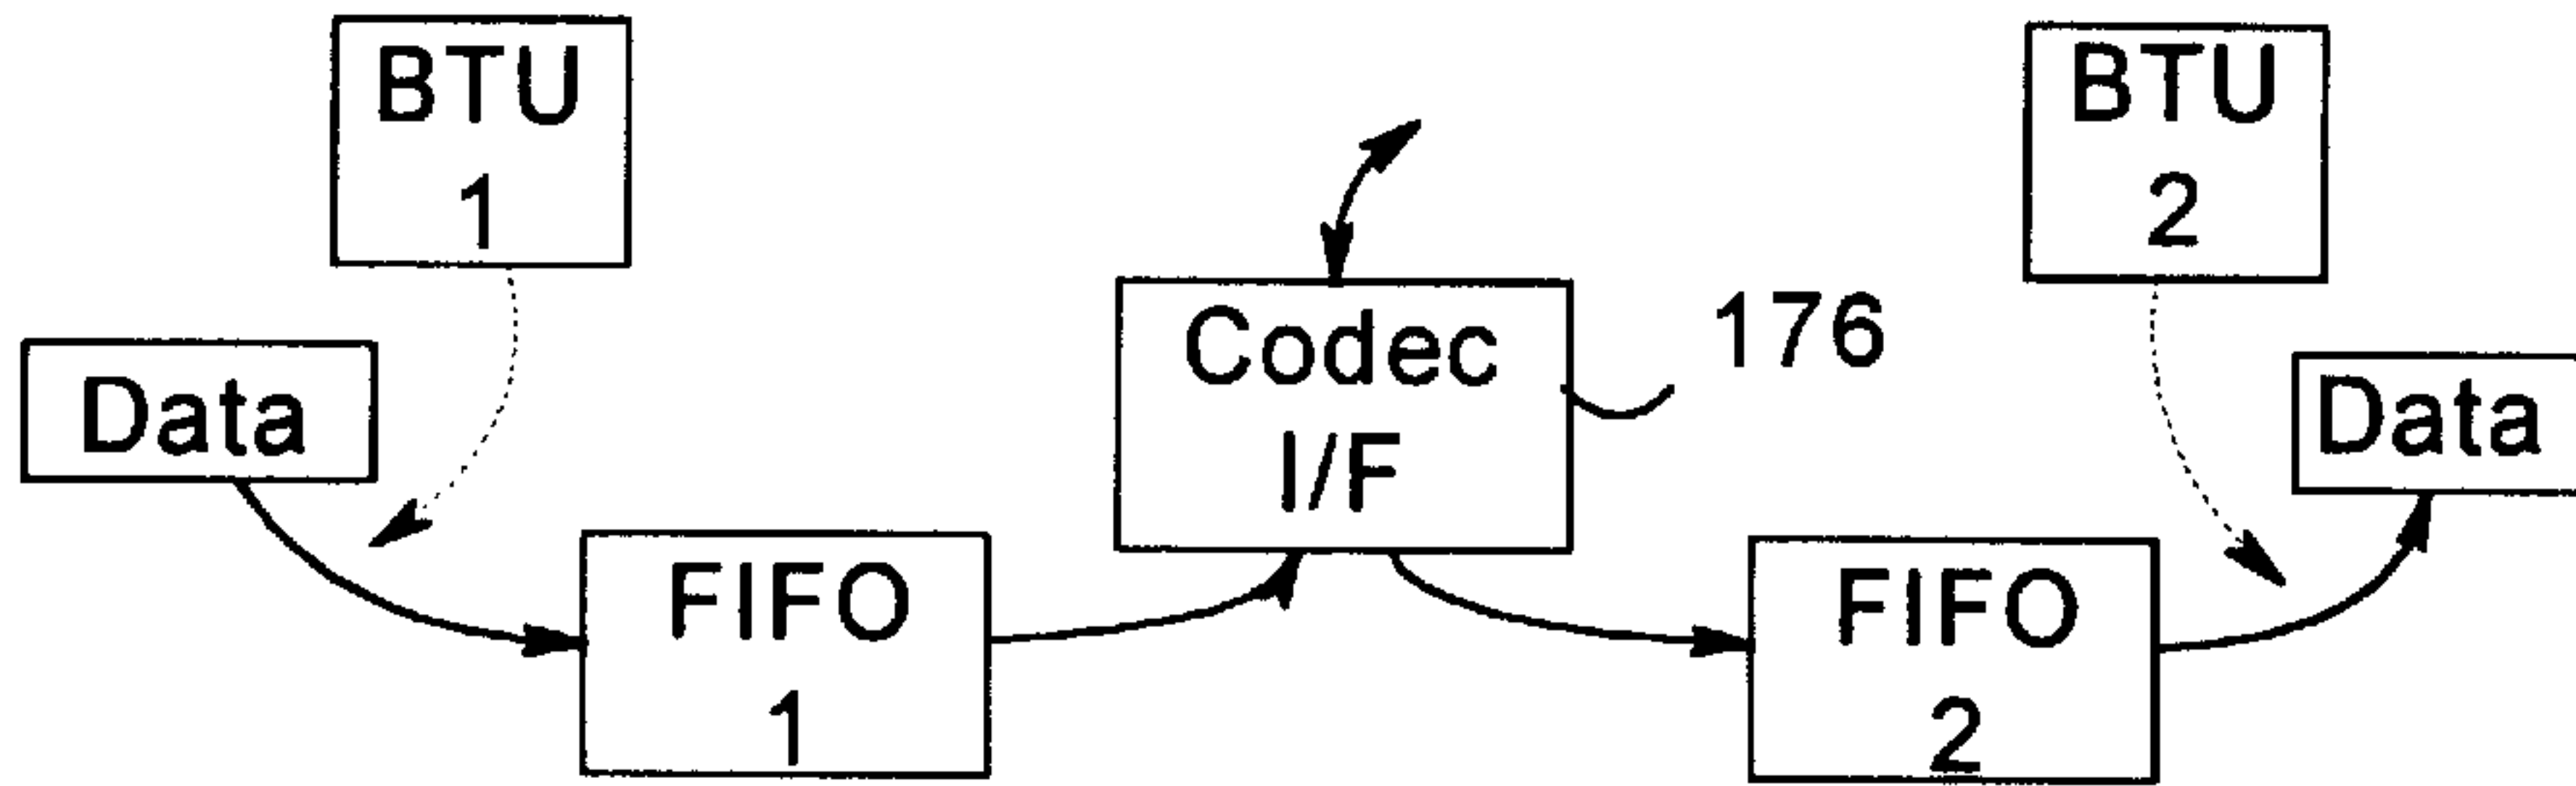 BTU
1
BTU
2
Data
Codec
I/F
176
Data
FIFO
1
FIFO
2